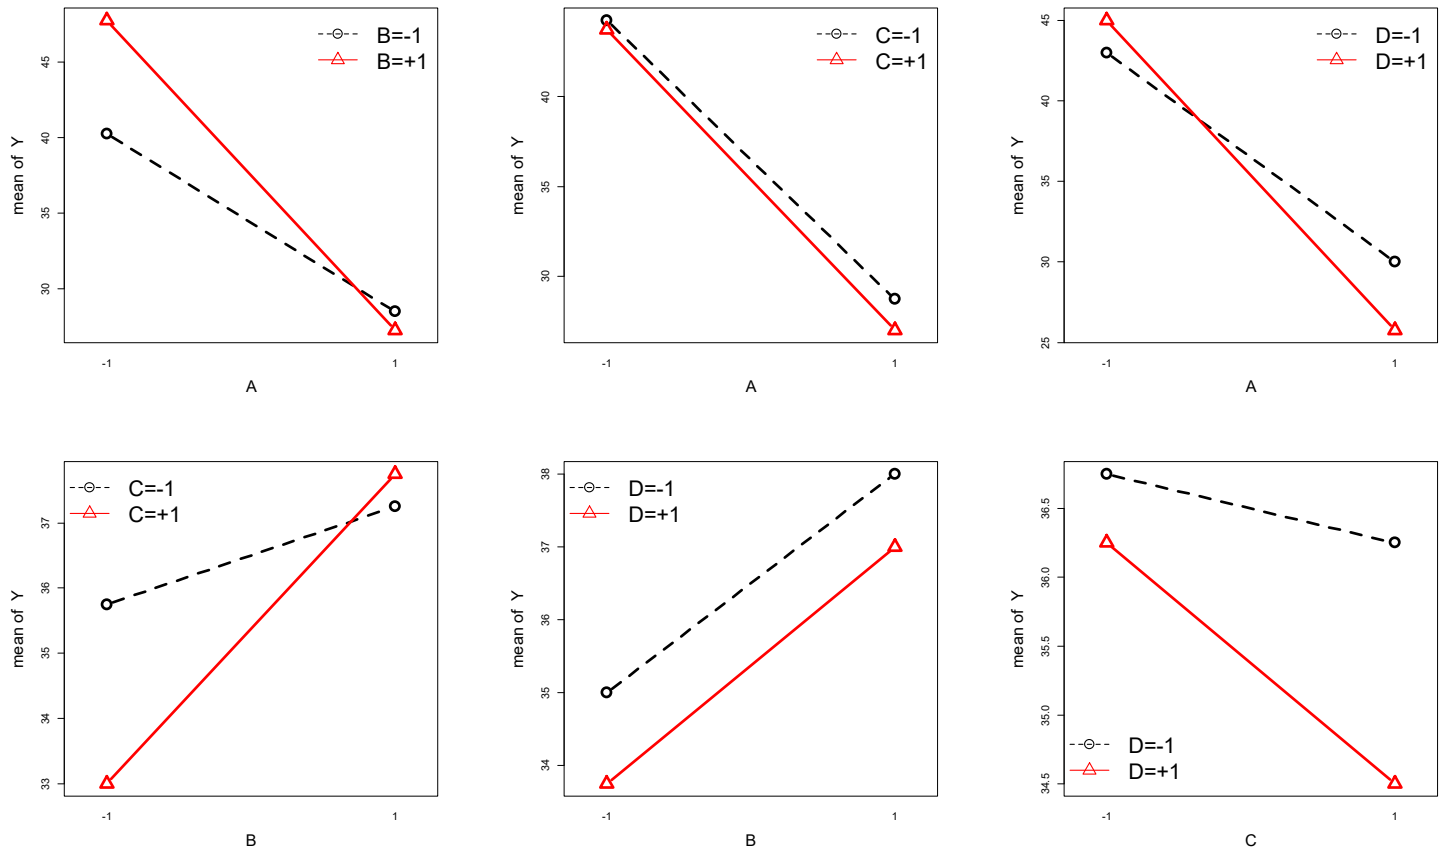 B=-1
B=+1
mean of Y
45
40
35
30
-1
1
A
C=-1
C=+1
mean of Y
40
35
30
-1
1
A
D=-1
D=+1
mean of Y
45
40
35
30
25
-1
1
A
C=-1
C=+1
mean of Y
37
36
35
34
33
-1
1
B
D=-1
D=+1
mean of Y
38
37
36
35
34
-1
1
B
mean of Y
36.5
36.0
35.5
35.0
34.5
D=-1
D=+1
-1
1
C